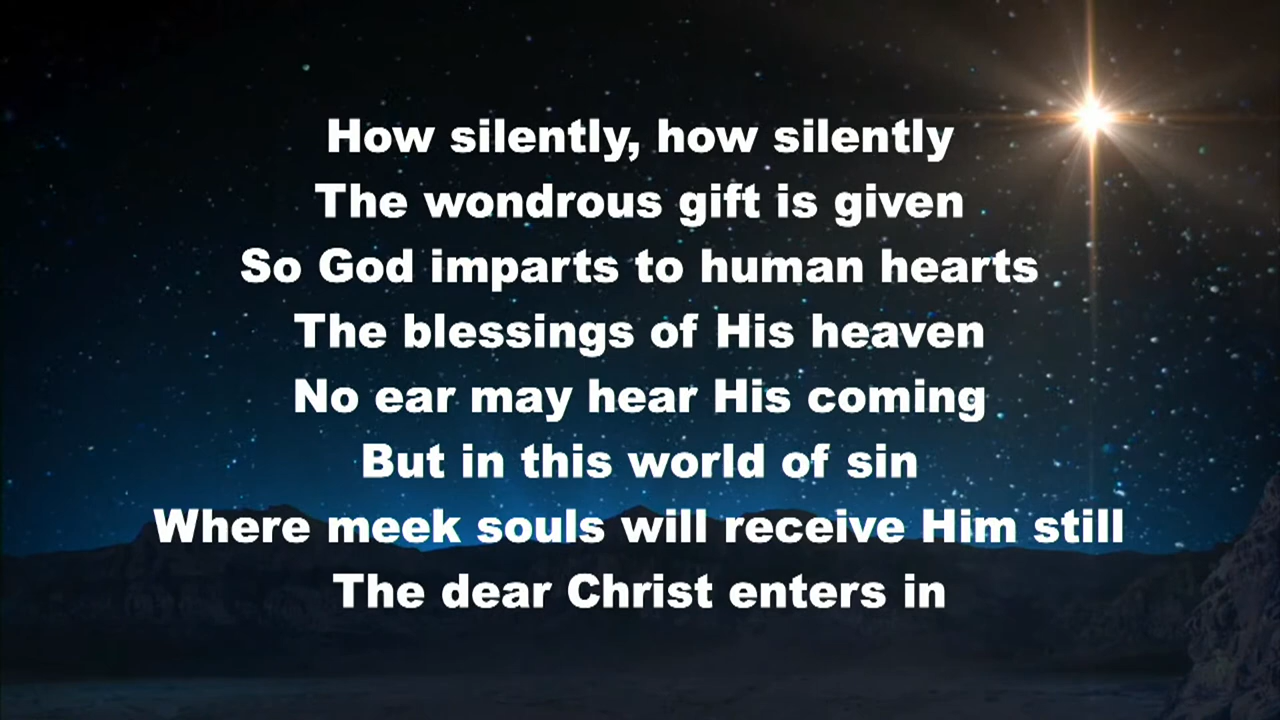 How silently, how silently
The wondrous gift is given
So God imparts to human hearts
The blessings of His heaven
No ear may hear His coming
But in this world of sin
Where meek souls will receive Him still
The dear Christ enters in